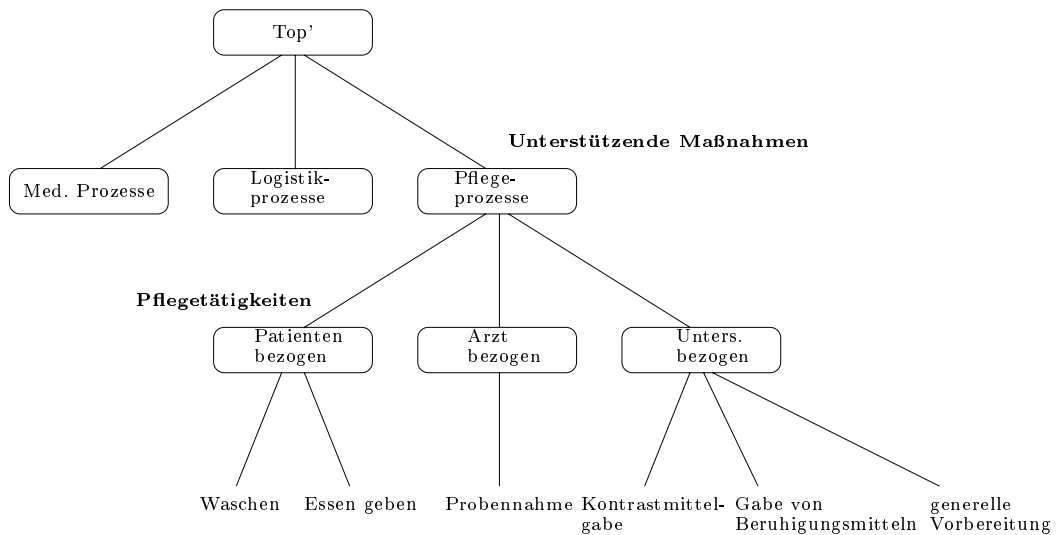 Top'
Unterstützende Maßnahmen
Med. Prozesse
Logistik-
prozesse
Pflege-
prozesse
Pflegetätigkeiten
Patienten
bezogen
Arzt
bezogen
Unters.
bezogen
Waschen
Essen geben
Probennahme
Kontrastmittel-
gabe
Gabe von
Beruhigungsmitteln
generelle
Vorbereitung